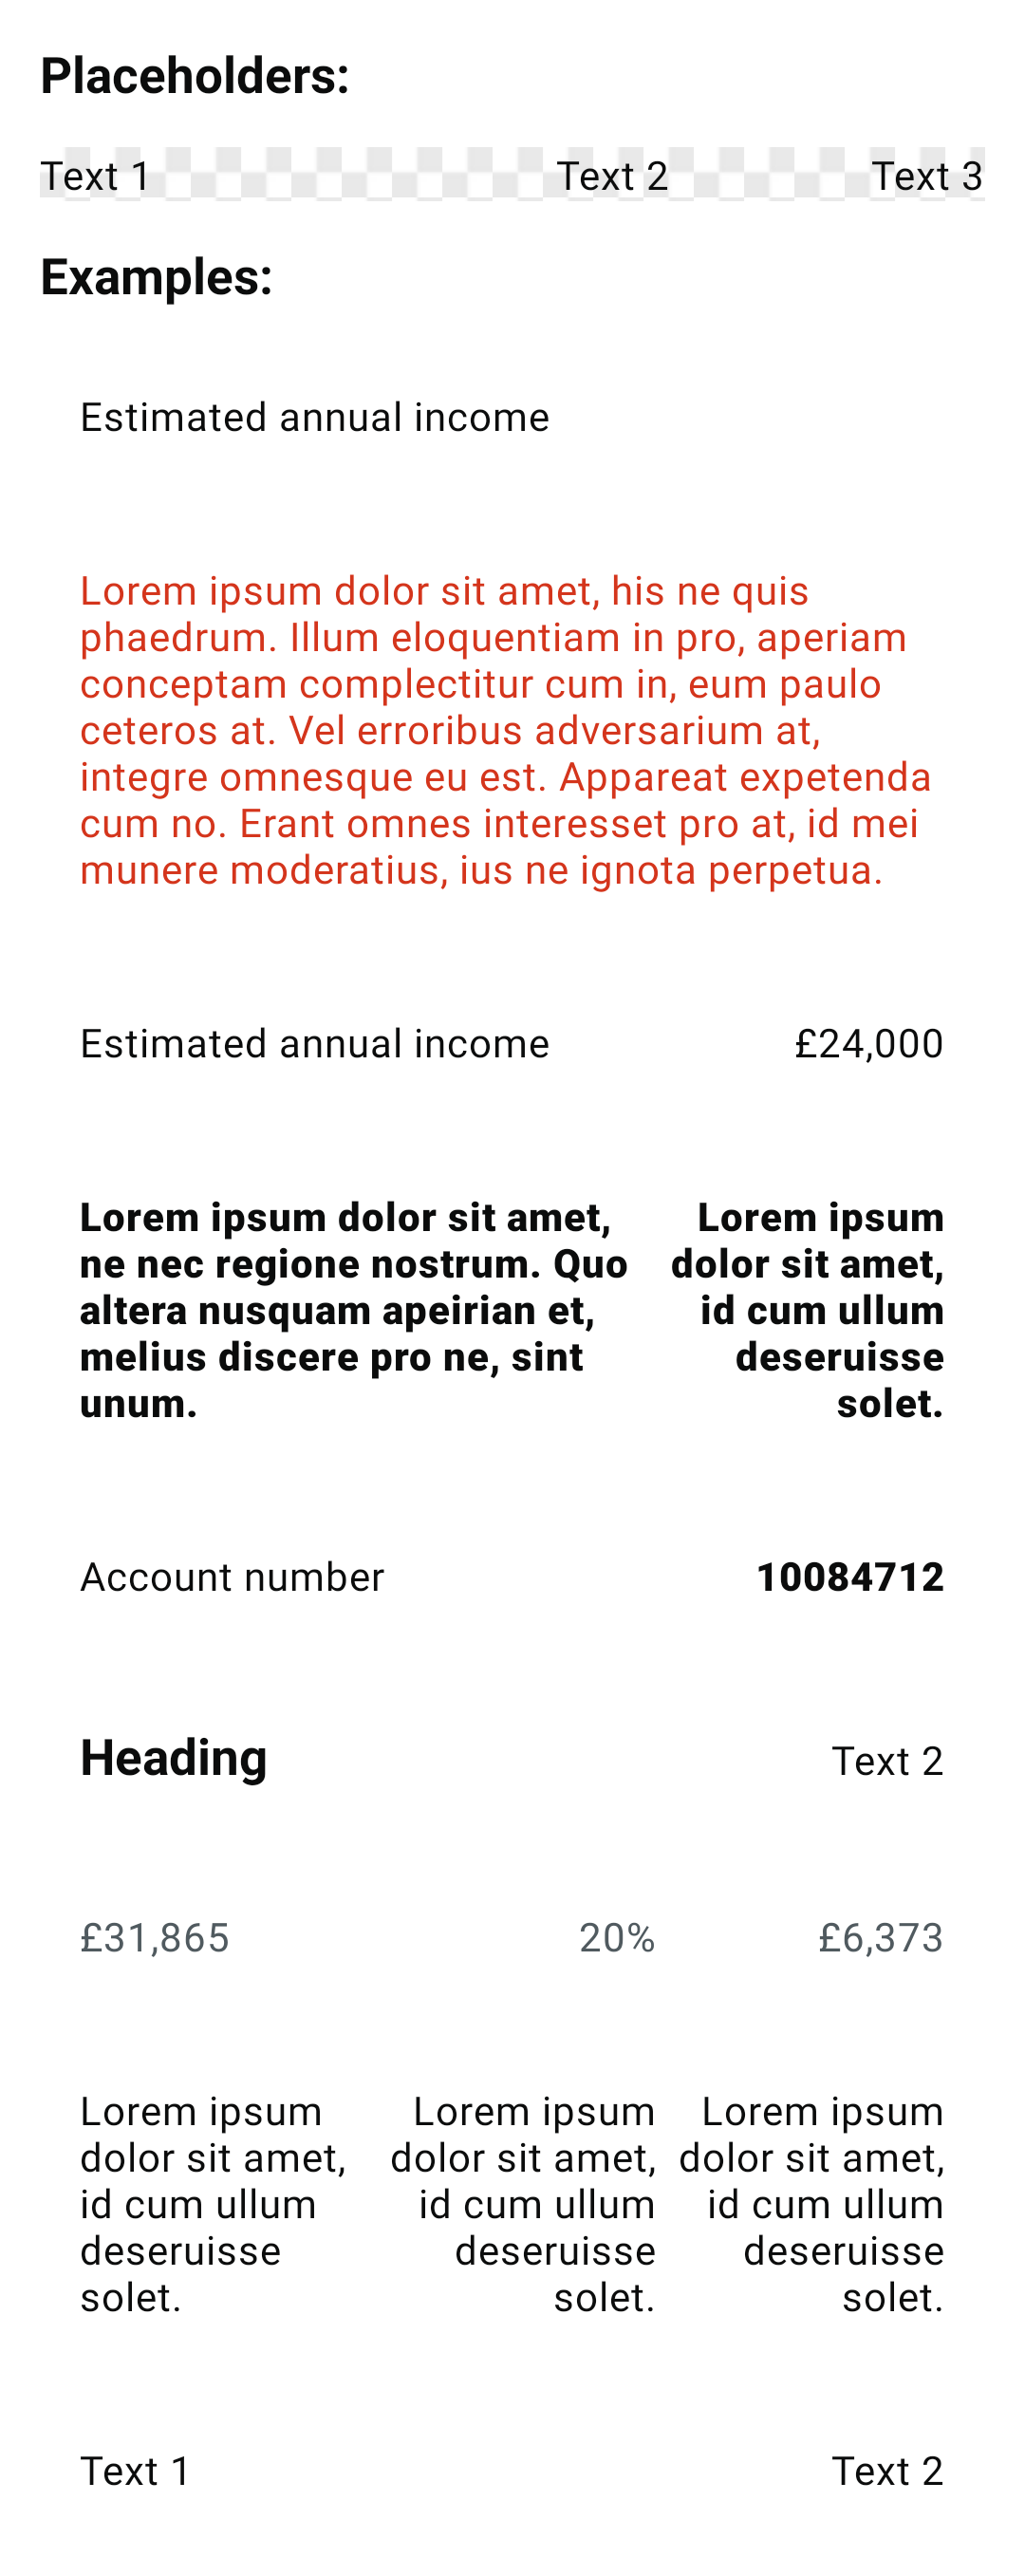 Placeholders:
Text 1 Text 2 Text 3
Examples:
Estimated annual income
Lorem ipsum dolor sit amet, his ne quis
phaedrum. Illum eloquentiam in pro, aperiam
conceptam complectitur cum in, eum paulo
ceteros at. Vel erroribus adversarium at,
integre omnesque eu est. Appareat expetenda
cum no. Erant omnes interesset pro at, id mei
munere moderatius, ius ne ignota perpetua.
Estimated annual income £24,000
Lorem ipsum dolor sit amet,
ne nec regione nostrum. Quo
altera nusquam apeirian et,
melius discere pro ne, sint
unum.
Lorem ipsum
dolor sit amet,
id cum ullum
deseruisse
solet.
Account number 10084712
Heading Text 2
£31,865 20% £6,373
Lorem ipsum
dolor sit amet,
id cum ullum
deseruisse
solet.
Lorem ipsum
dolor sit amet,
id cum ullum
deseruisse
solet.
Lorem ipsum
dolor sit amet,
id cum ullum
deseruisse
solet.
Text 1 Text 2